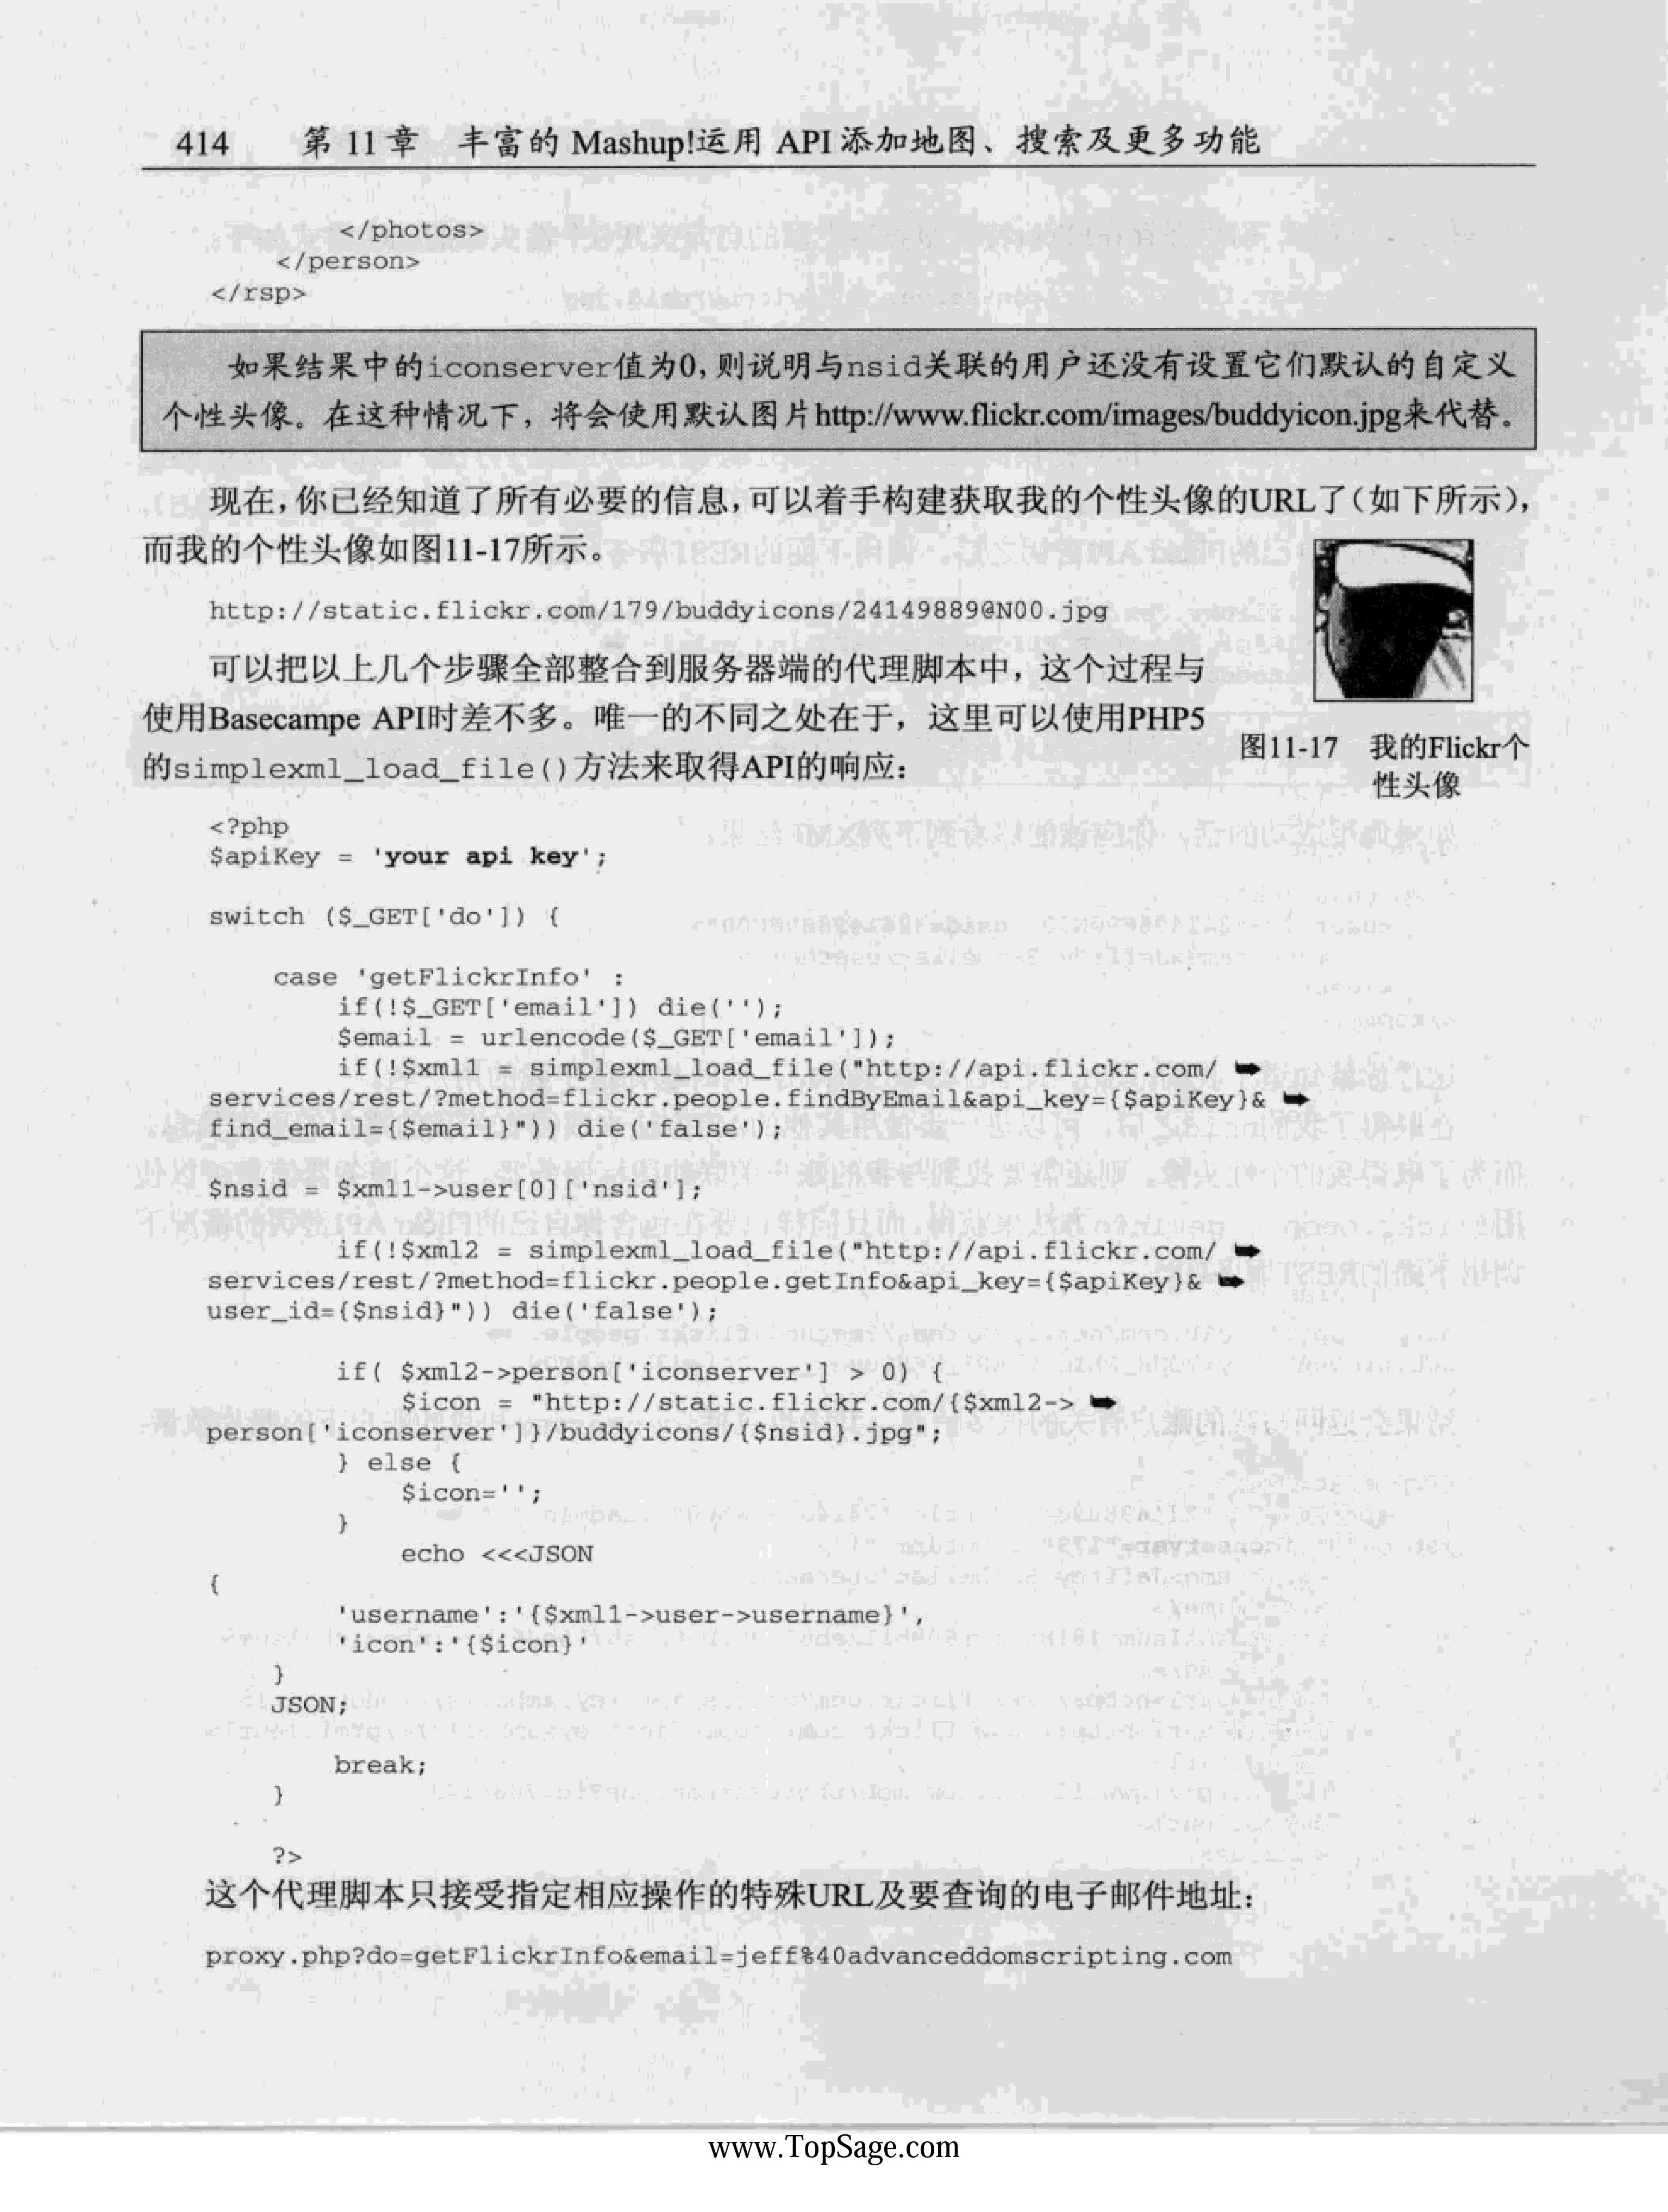 414 第 11 章 丰富的 Mashup!运用 API 添加地图、搜索及更多功能
</photos>
</person>
</rsp>
如果结果中的iconserver值为0,则说明与nsid关联的用户还没有设置它们默认的自定义
个性头像。在这种情况下，将会使用默认图片http://www.flickr.com/images/buddyicon.jpg来代替。
现在,你已经知道了所有必要的信息,可以着手构建获取我的个性头像的URL了(如下所示),
而我的个性头像如图11-17所示。
http://static.flickr.com/179/buddyicons/24149889@N00.jpg
可以把以上几个步骤全部整合到服务器端的代理脚本中，这个过程与
使用Basecampe API时差不多。唯一的不同之处在于，这里可以使用PHP5
的simplexml_load_file()方法来取得API的响应：
图11-17 我的Flickr个
性头像
<?php
$apiKey = 'your api key';
switch ($_GET['do']) {
case 'getFlickrInfo' :
if(!$_GET['email']) die('');
$email = urlencode($_GET['email']);
if(!$xml1 = simplexml_load_file("http://api.flickr.com/ ➥
services/rest/?method=flickr.people.findByEmail&api_key={$apiKey}& ➥
find_email={$email}")) die('false');
$nsid = $xml1->user[0]['nsid'];
if(!$xml2 = simplexml_load_file("http://api.flickr.com/ ➥
services/rest/?method=flickr.people.getInfo&api_key={$apiKey}& ➥
user_id={$nsid}")) die('false');
if( $xml2->person['iconserver'] > 0) {
$icon = "http://static.flickr.com/{$xml2-> ➥
person['iconserver']}/buddyicons/{$nsid}.jpg";
} else {
$icon='';
}
echo <<<JSON
{
'username':'{$xml1->user->username}',
'icon':'{$icon}'
}
JSON;
break;
}
?>
这个代理脚本只接受指定相应操作的特殊URL及要查询的电子邮件地址：
proxy.php?do=getFlickrInfo&email=jeff%40advanceddomscripting.com
www.TopSage.com